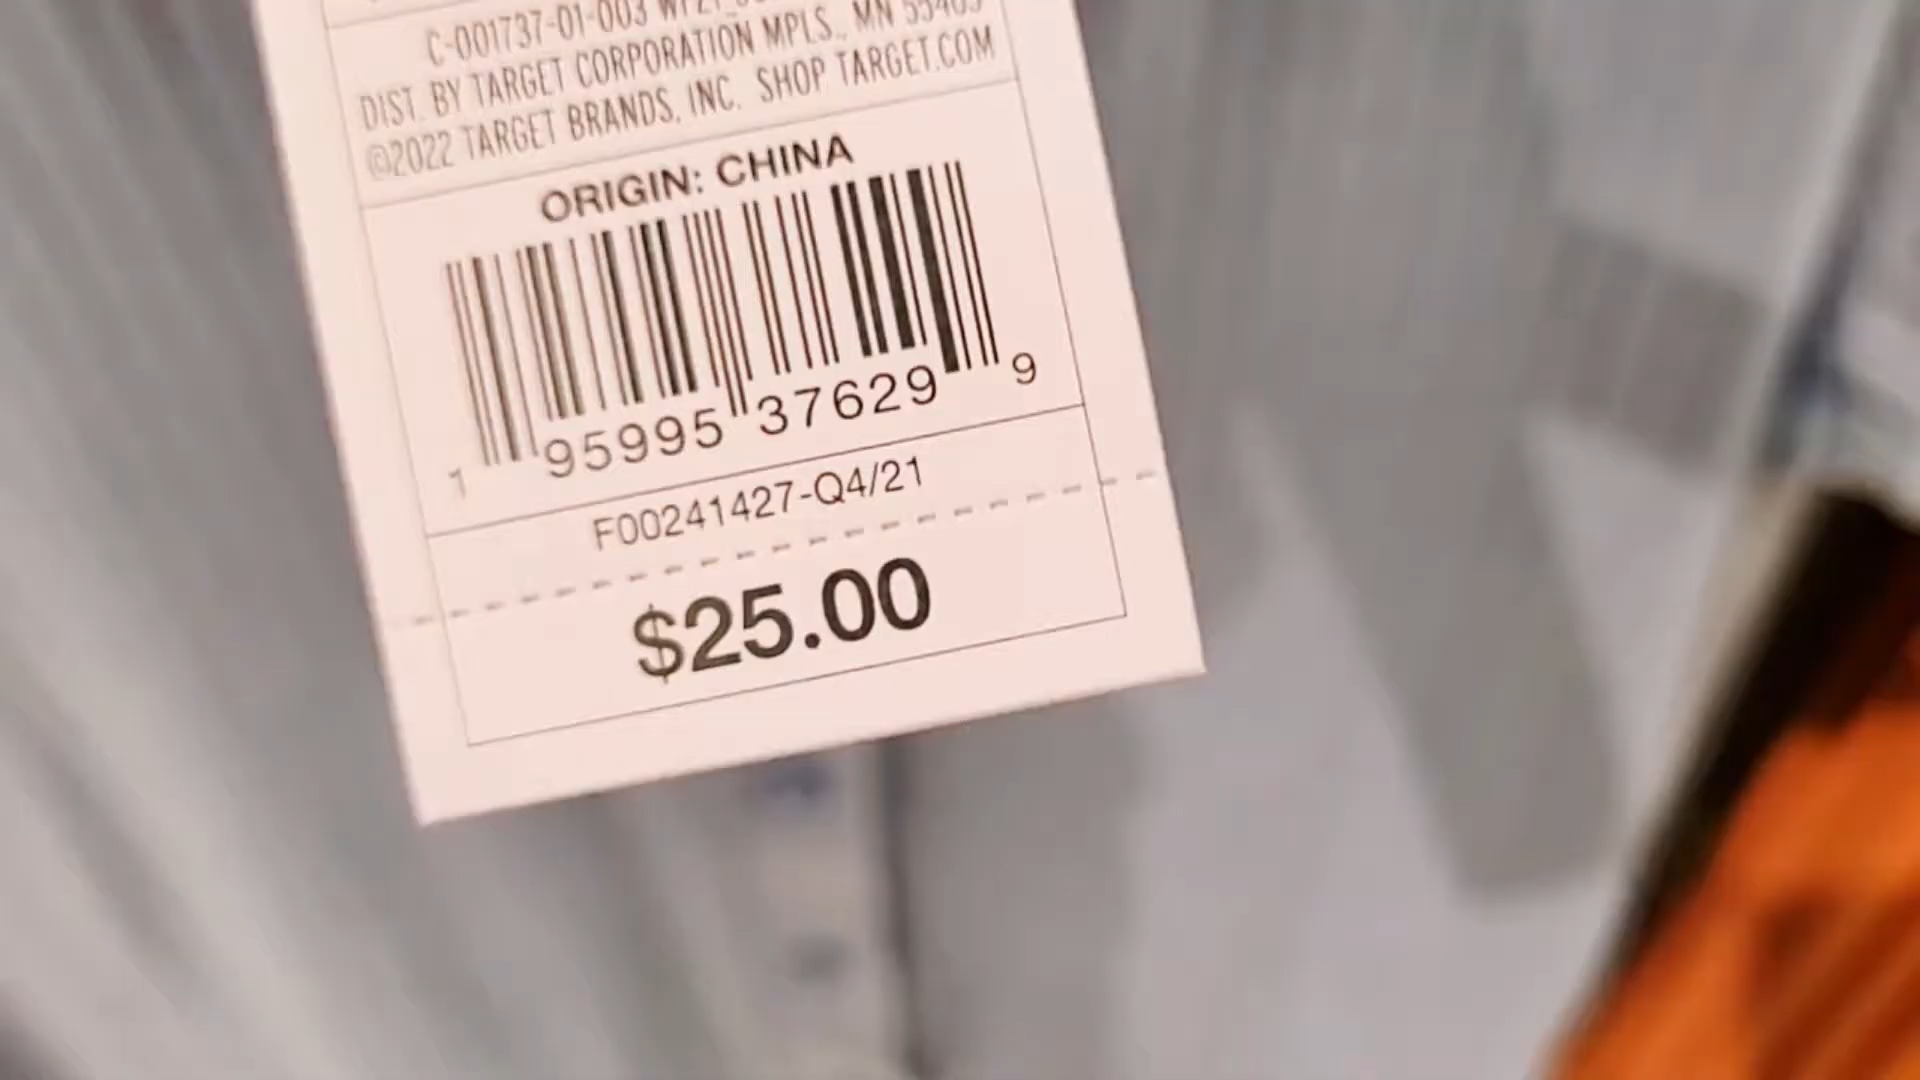 C-001737-01-003
DIST. BY TARGET CORPORATION MPLS., MN 55403
©2022 TARGET BRANDS, INC. SHOP TARGET.COM
ORIGIN: CHINA
1 95995 37629 9
F00241427-Q4/21
$25.00